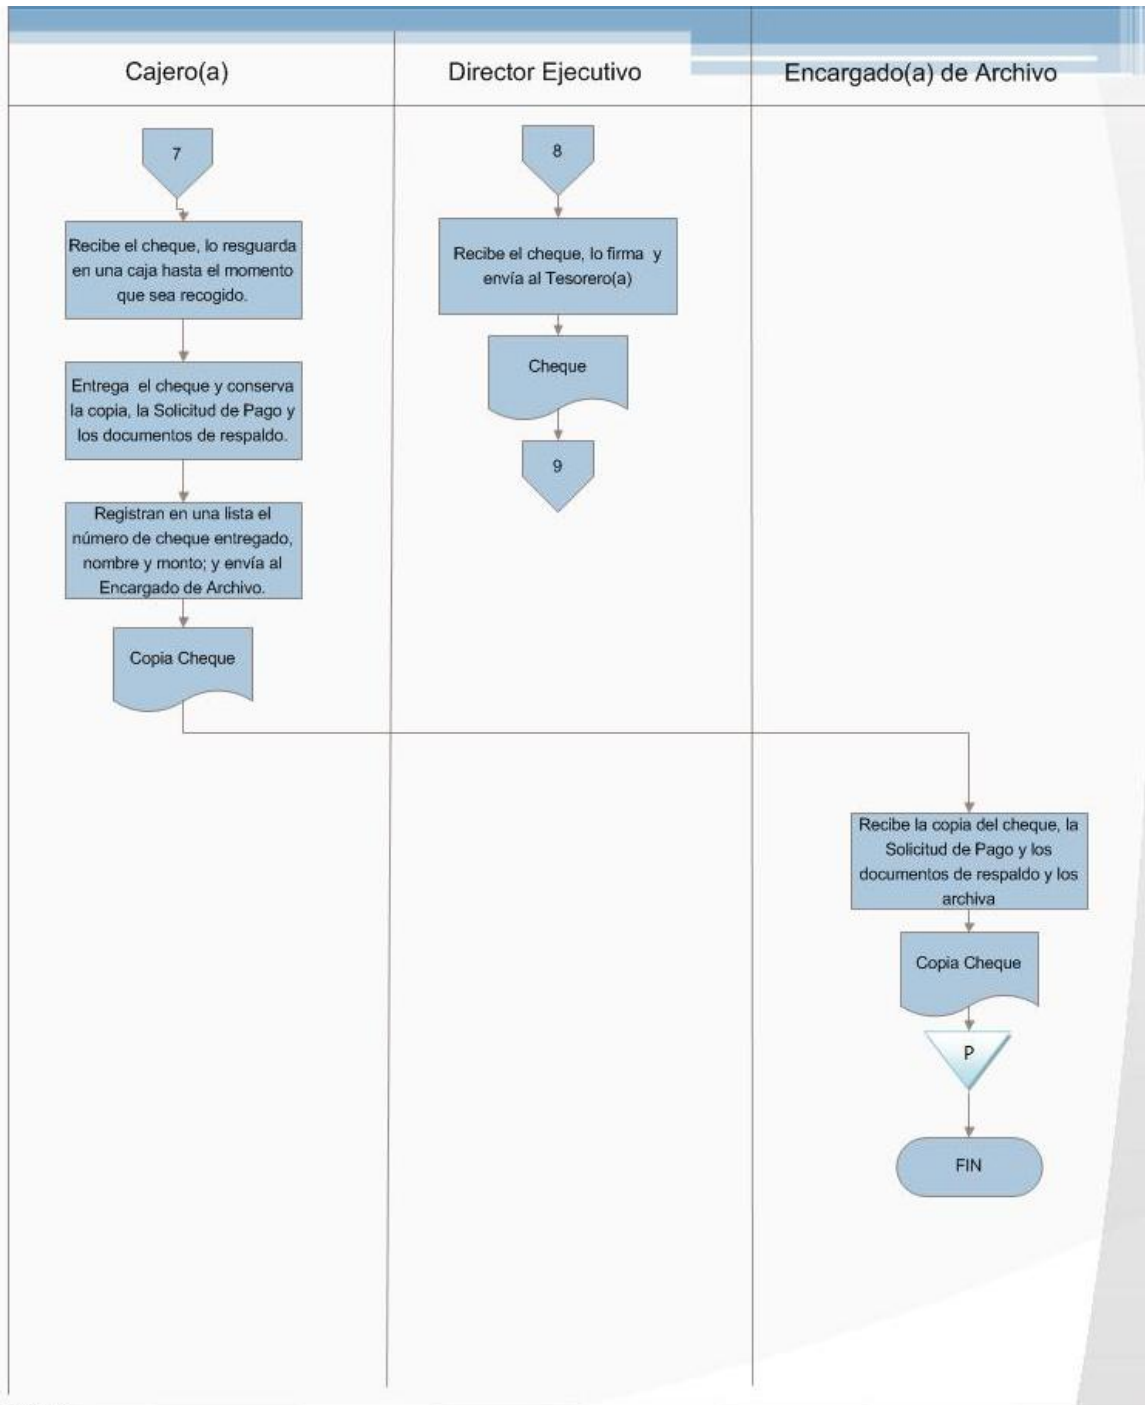 Cajero(a)
Director Ejecutivo
Encargado(a) de Archivo
7
Recibe el cheque, lo resguarda
en una caja hasta el momento
que sea recogido.
Entrega el cheque y conserva
la copia, la Solicitud de Pago y
los documentos de respaldo.
Registran en una lista el
número de cheque entregado,
nombre y monto; y envía al
Encargado de Archivo.
Copia Cheque
8
Recibe el cheque, lo firma y
envía al Tesorero(a)
Cheque
9
Recibe la copia del cheque, la
Solicitud de Pago y los
documentos de respaldo y los
archiva
Copia Cheque
P
FIN